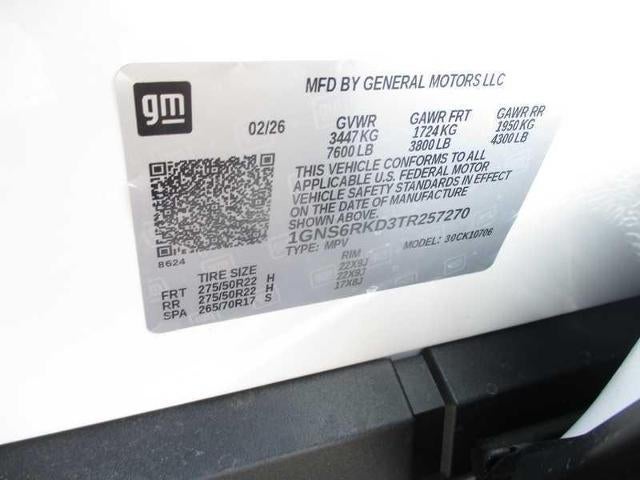 gm
MFD BY GENERAL MOTORS LLC
02/26
GVWR GAWR FRT GAWR RR
3447 KG 1724 KG 1950 KG
7600 LB 3800 LB 4300 LB
THIS VEHICLE CONFORMS TO ALL
APPLICABLE U.S. FEDERAL MOTOR
VEHICLE SAFETY STANDARDS IN EFFECT
ON THE DATE OF MANUFACTURE
1GNS6RKD3TR257270
TYPE: MPV MODEL: 30CK10706
8624
TIRE SIZE RIM
FRT 275/50R22 H 22X9J
RR 275/50R22 H 22X9J
SPA 265/70R17 S 17X8J